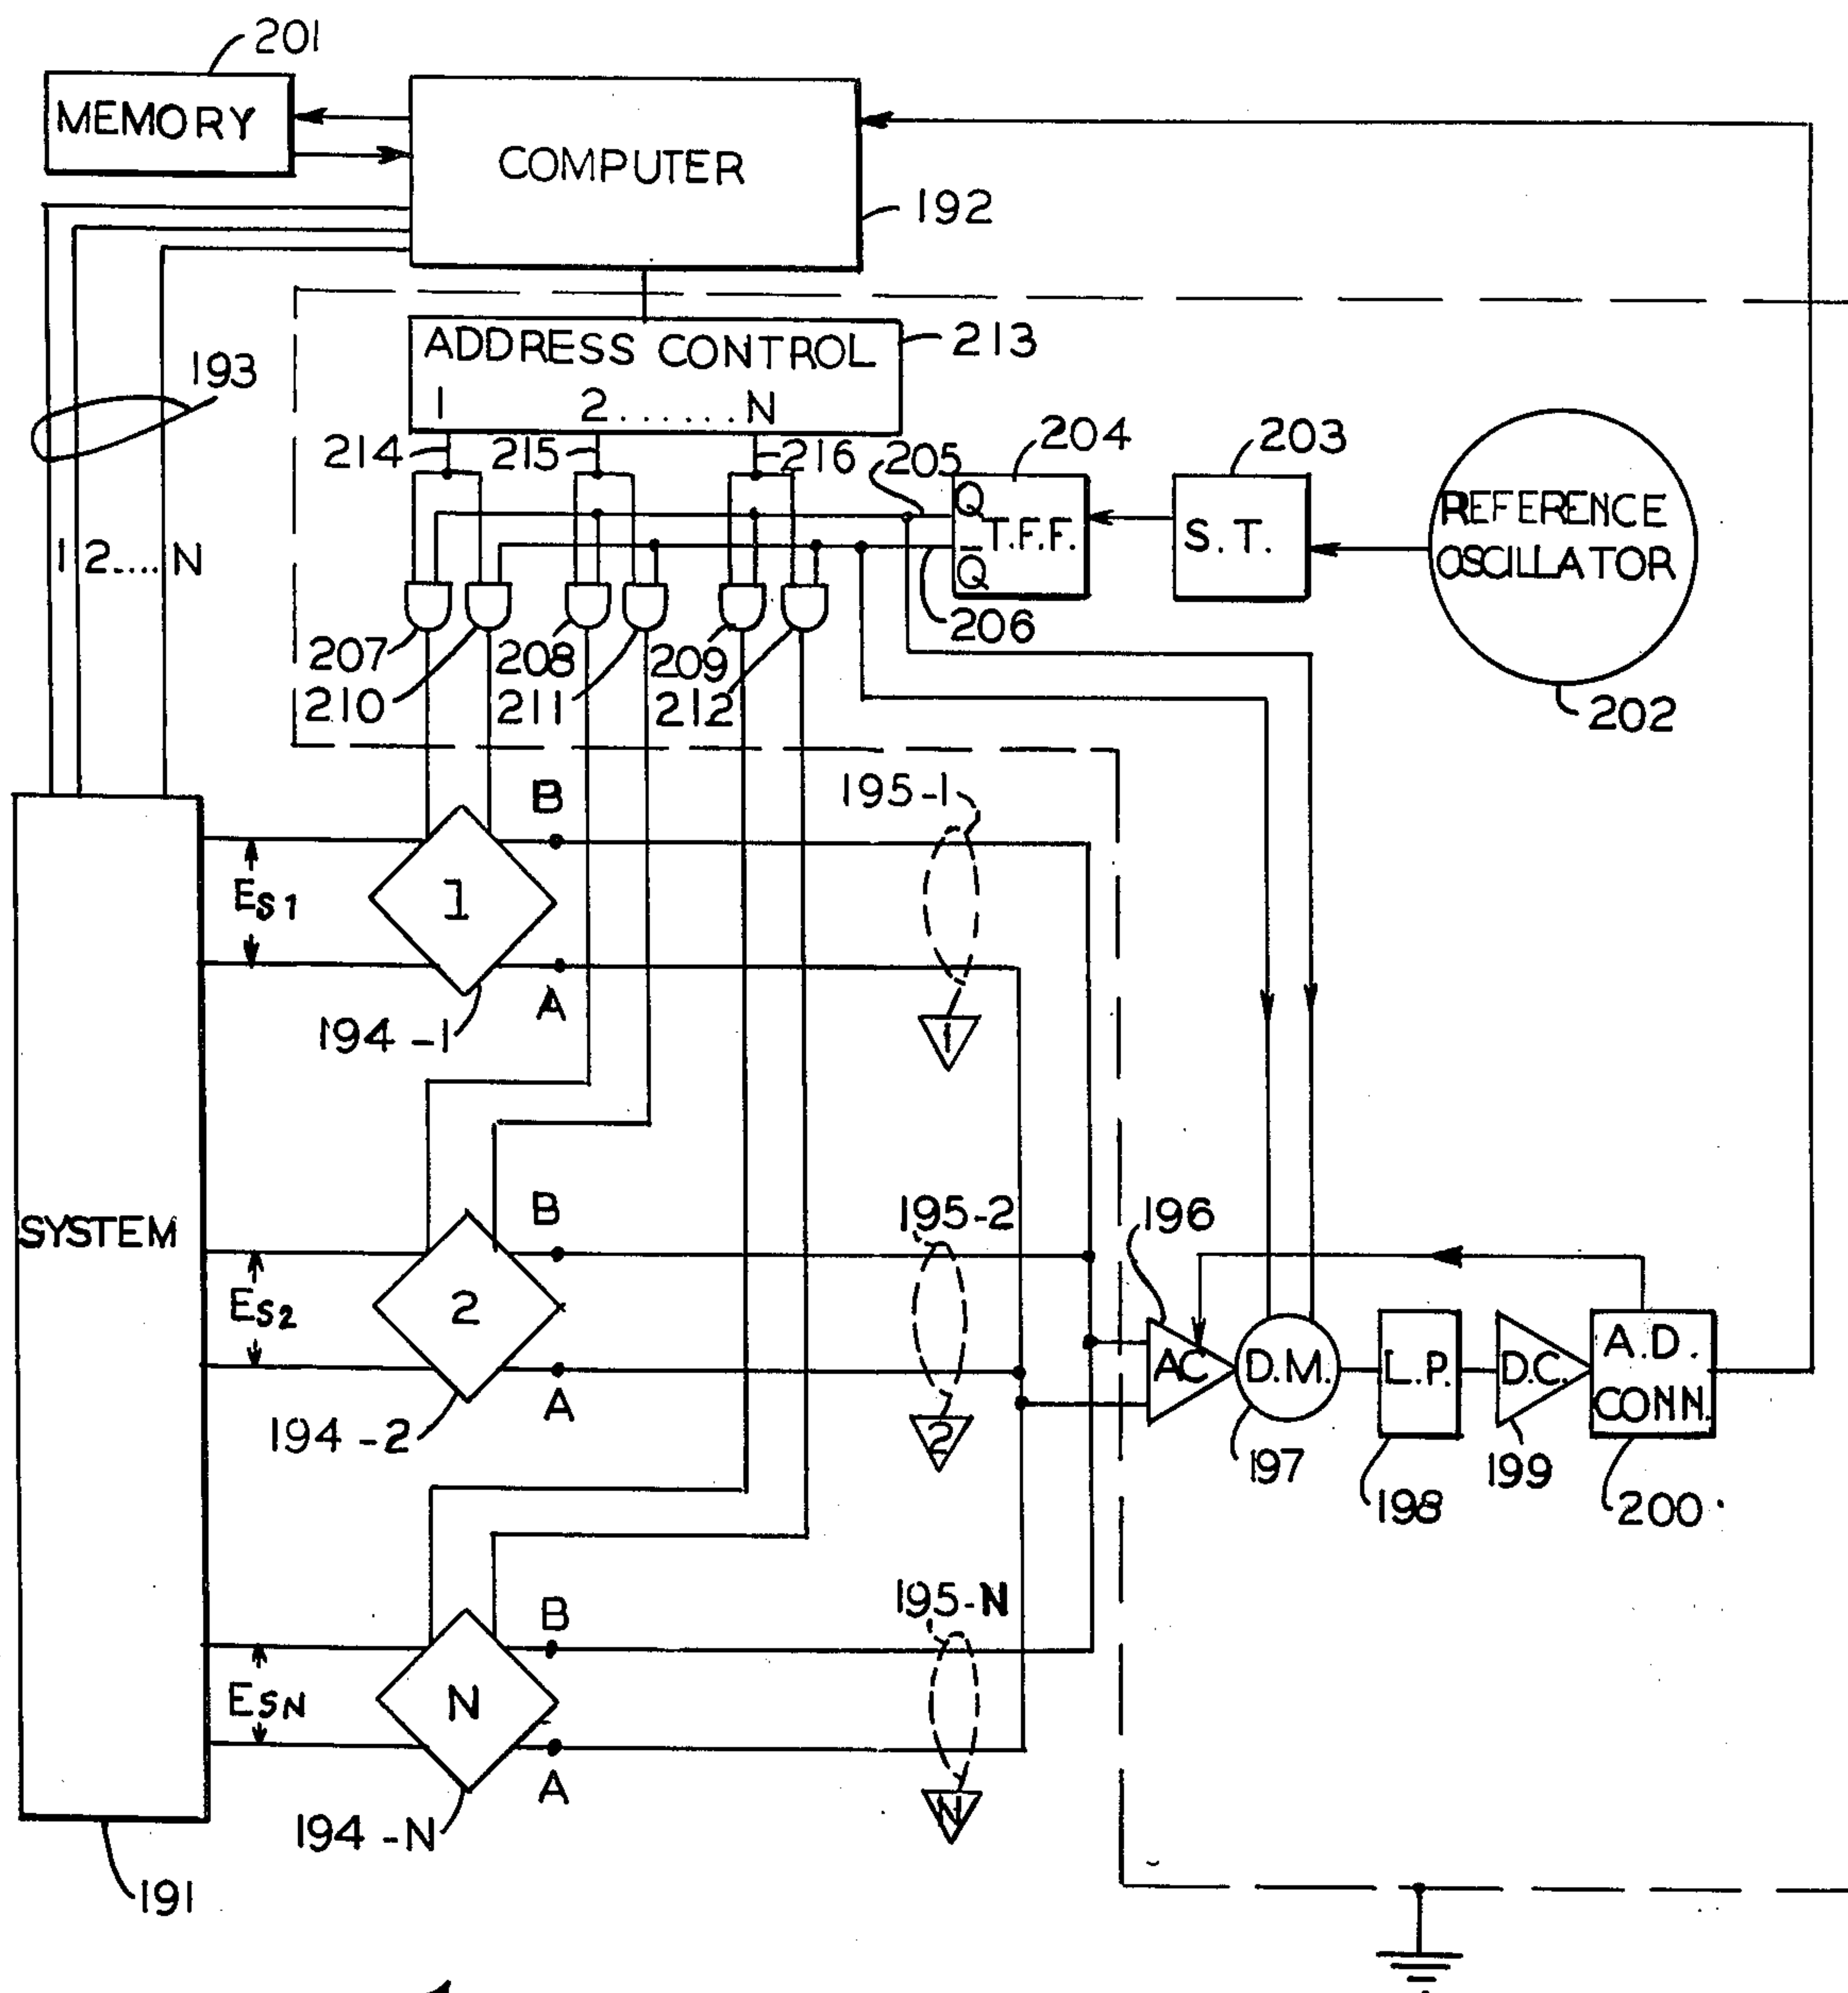 201
MEMORY
COMPUTER
192
193
1 2.... N
ADDRESS CONTROL
1 2.......N
213
214
215
216
205
204
203
Q
T.F.F.
Q̅
S.T.
REFERENCE
OSCILLATOR
206
202
207
208
209
210
211
212
195-1
B
ES1
1
A
194-1
1
SYSTEM
B
195-2
196
ES2
2
A
194-2
2
AC
D.M.
L.P.
D.C.
A.D.
CONN.
197
198
199
200
B
195-N
ESN
N
A
194-N
N
191